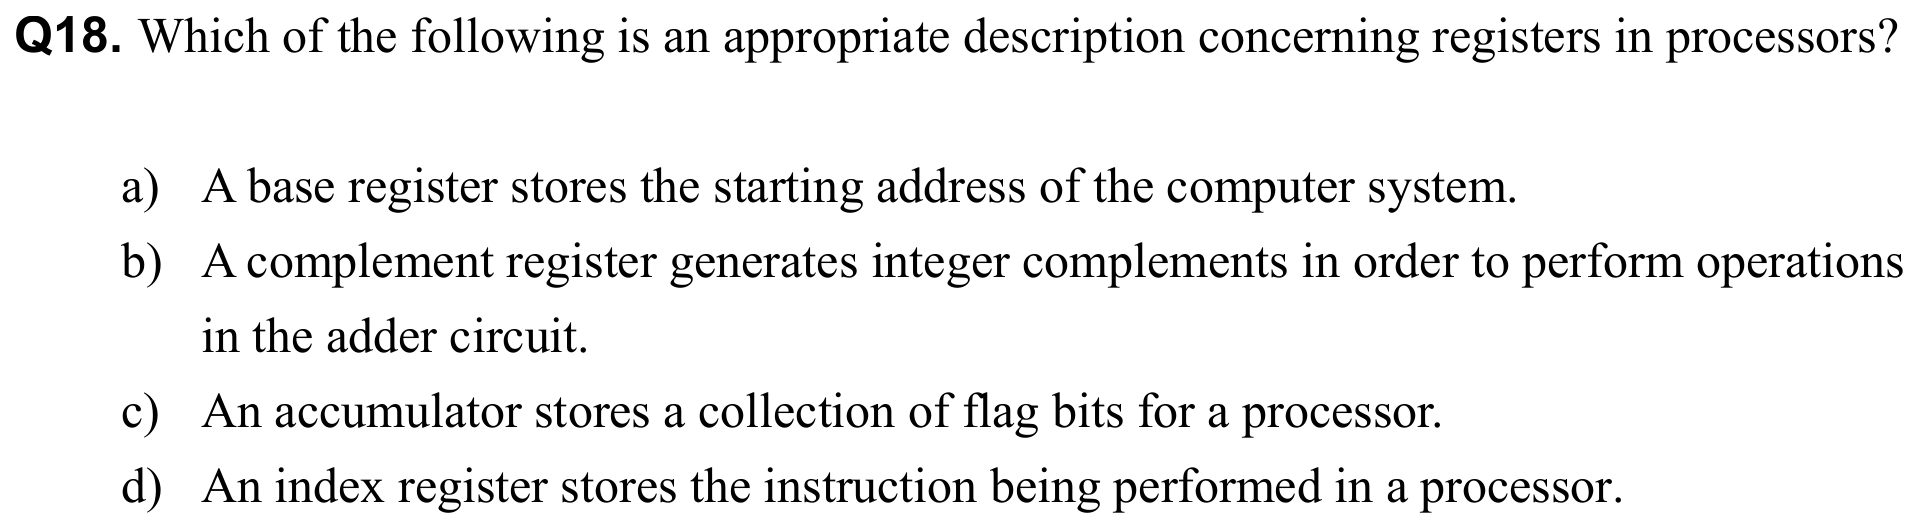 Q18. Which of the following is an appropriate description concerning registers in processors?
a) A base register stores the starting address of the computer system.
b) A complement register generates integer complements in order to perform operations
in the adder circuit.
c) An accumulator stores a collection of flag bits for a processor.
d) An index register stores the instruction being performed in a processor.